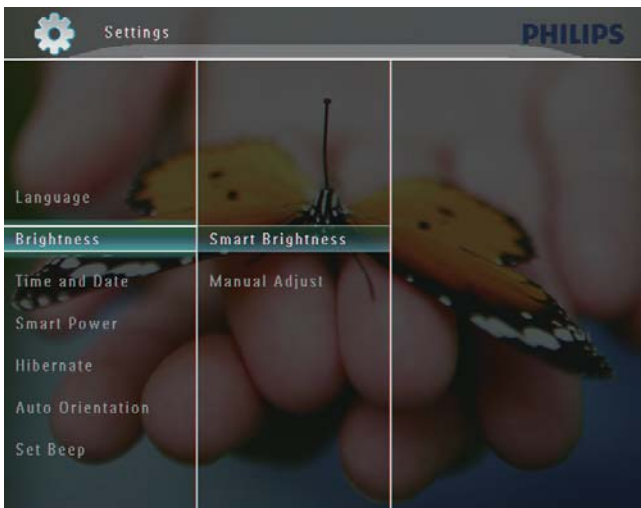 Settings
PHILIPS
Language
Brightness
Smart Brightness
Time and Date
Manual Adjust
Smart Power
Hibernate
Auto Orientation
Set Beep